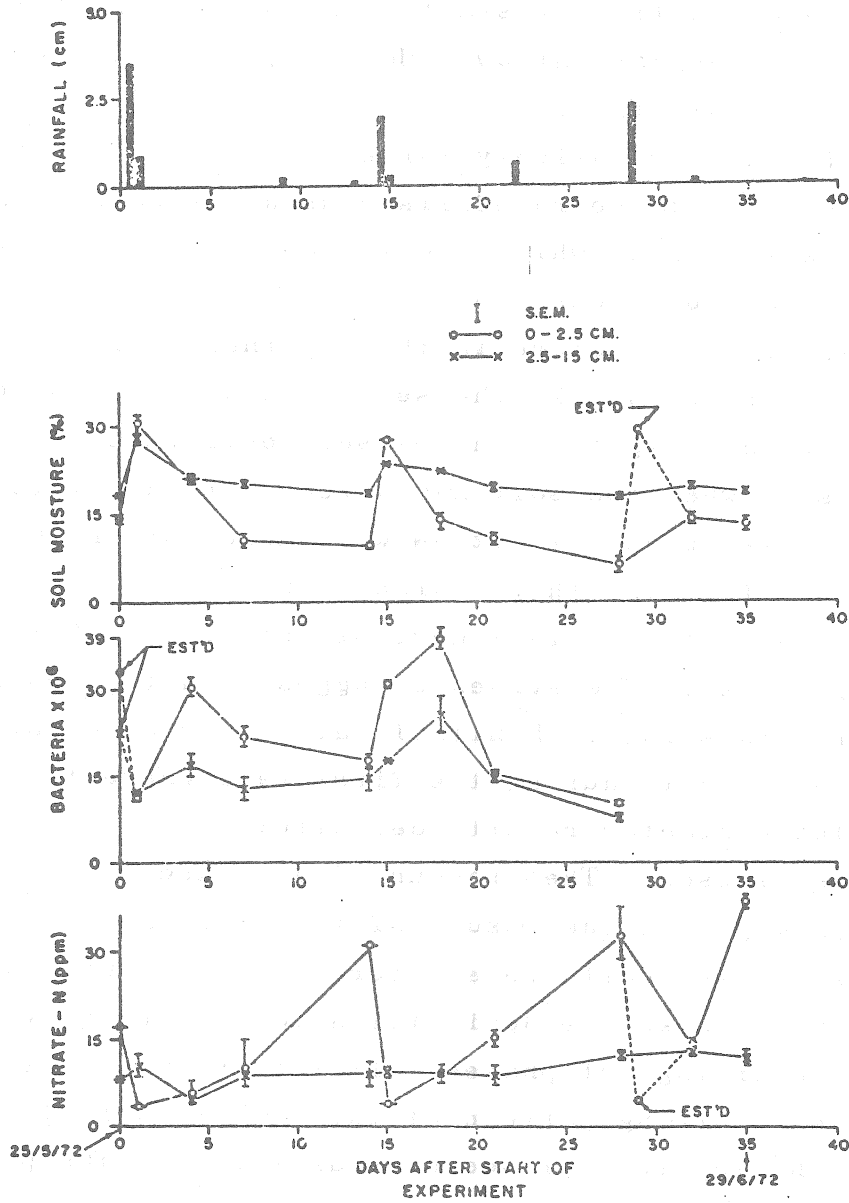 RAINFALL (cm)
5.0
2.5
0
0 5 10 15 20 25 30 35 40
S.E.M.
0-2.5 CM.
2.5-15 CM.
SOIL MOISTURE (%)
30
15
0
EST'D
0 5 10 15 20 25 30 35 40
BACTERIA X 10⁶
39
30
15
0
EST'D
0 5 10 15 20 25 30 35 40
NITRATE-N (ppm)
30
15
0
EST'D
0 5 10 15 20 25 30 35 40
25/5/72
29/6/72
DAYS AFTER START OF
EXPERIMENT